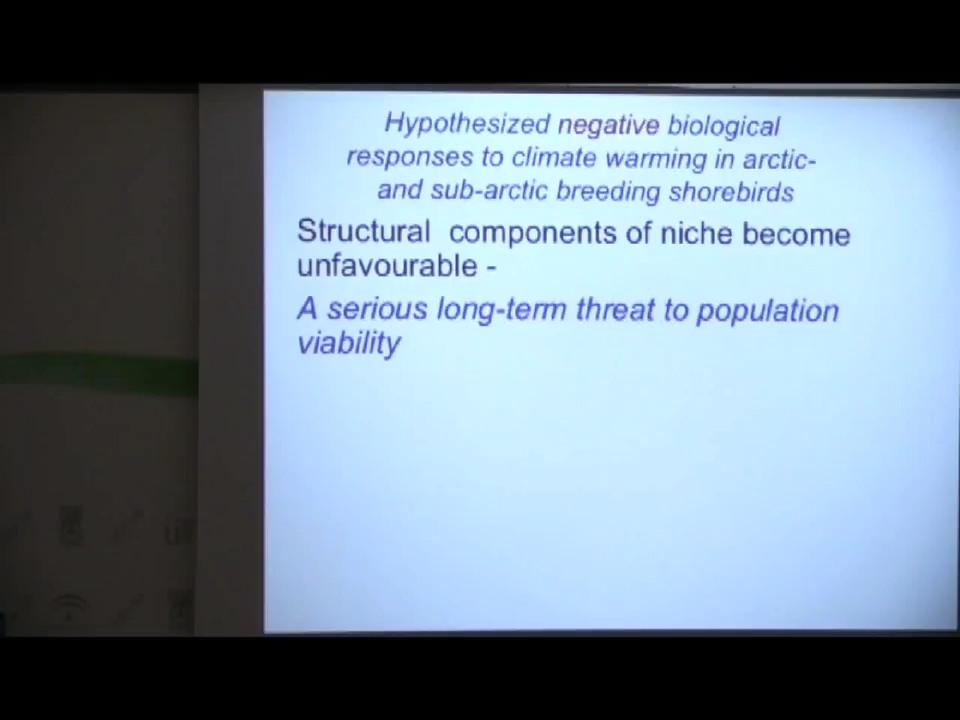 Hypothesized negative biological
responses to climate warming in arctic-
and sub-arctic breeding shorebirds
Structural components of niche become
unfavourable -
A serious long-term threat to population
viability